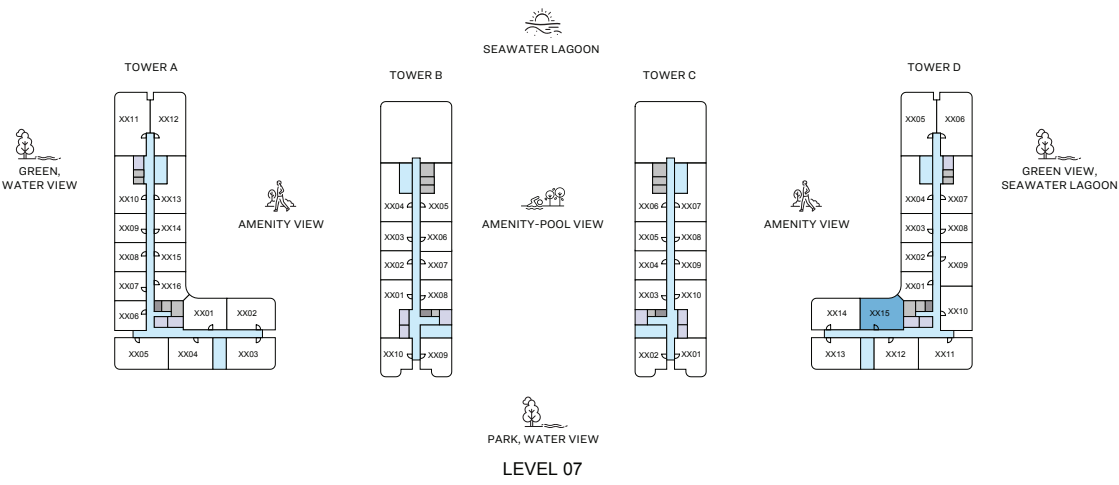 SEAWATER LAGOON
TOWER A
TOWER B
TOWER C
TOWER D
XX11
XX12
XX05
XX06
GREEN,
WATER VIEW
GREEN VIEW,
SEAWATER LAGOON
XX10
XX13
XX04
XX05
XX06
XX07
XX04
XX07
AMENITY VIEW
AMENITY-POOL VIEW
AMENITY VIEW
XX09
XX14
XX03
XX06
XX05
XX08
XX03
XX08
XX08
XX15
XX02
XX07
XX04
XX09
XX02
XX09
XX07
XX16
XX01
XX08
XX03
XX10
XX01
XX06
XX01
XX02
XX14
XX15
XX10
XX05
XX04
XX03
XX10
XX09
XX02
XX01
XX13
XX12
XX11
PARK, WATER VIEW
LEVEL 07